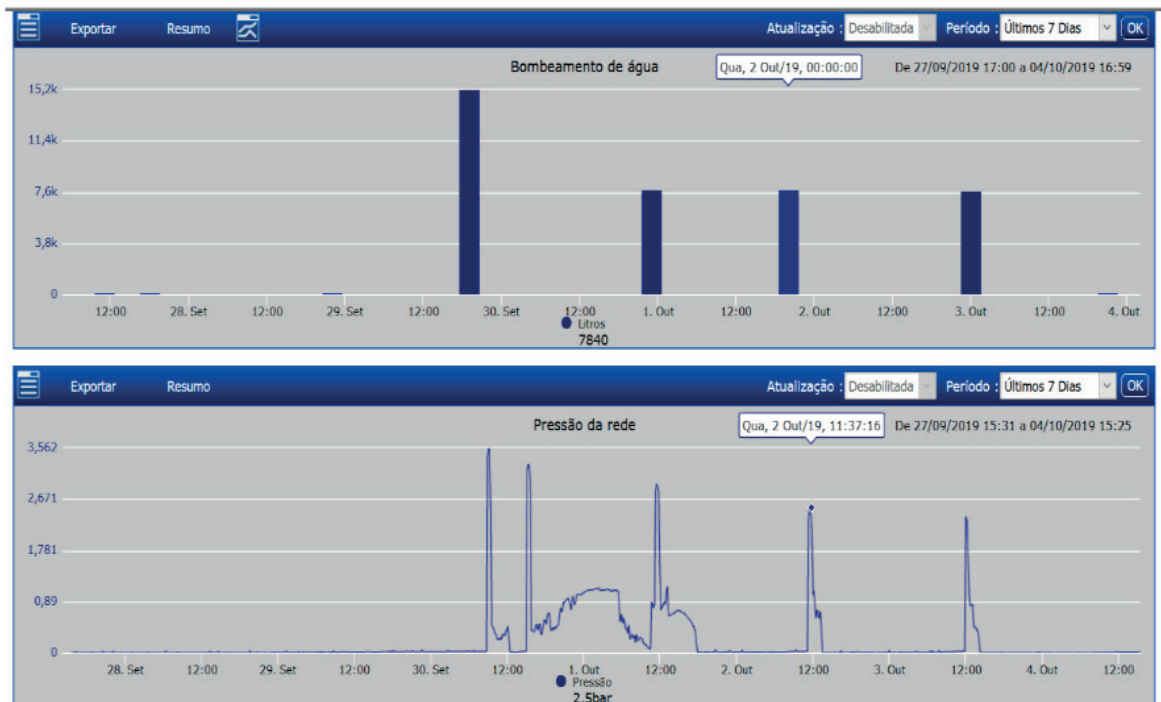 Exportar Resumo Atualização : Desabilitada Período : Últimos 7 Dias OK
Bombeamento de água Qua, 2 Out/19, 00:00:00 De 27/09/2019 17:00 a 04/10/2019 16:59
15,2k
11,4k
7,6k
3,8k
0
12:00 28. Set 12:00 29. Set 12:00 30. Set 12:00 1. Out 12:00 2. Out 12:00 3. Out 12:00 4. Out
Litros
7840
Exportar Resumo Atualização : Desabilitada Período : Últimos 7 Dias OK
Pressão da rede Qua, 2 Out/19, 11:37:16 De 27/09/2019 15:31 a 04/10/2019 15:25
3,562
2,671
1,781
0,89
0
28. Set 12:00 29. Set 12:00 30. Set 12:00 1. Out 12:00 2. Out 12:00 3. Out 12:00 4. Out 12:00
Pressão
2.5bar